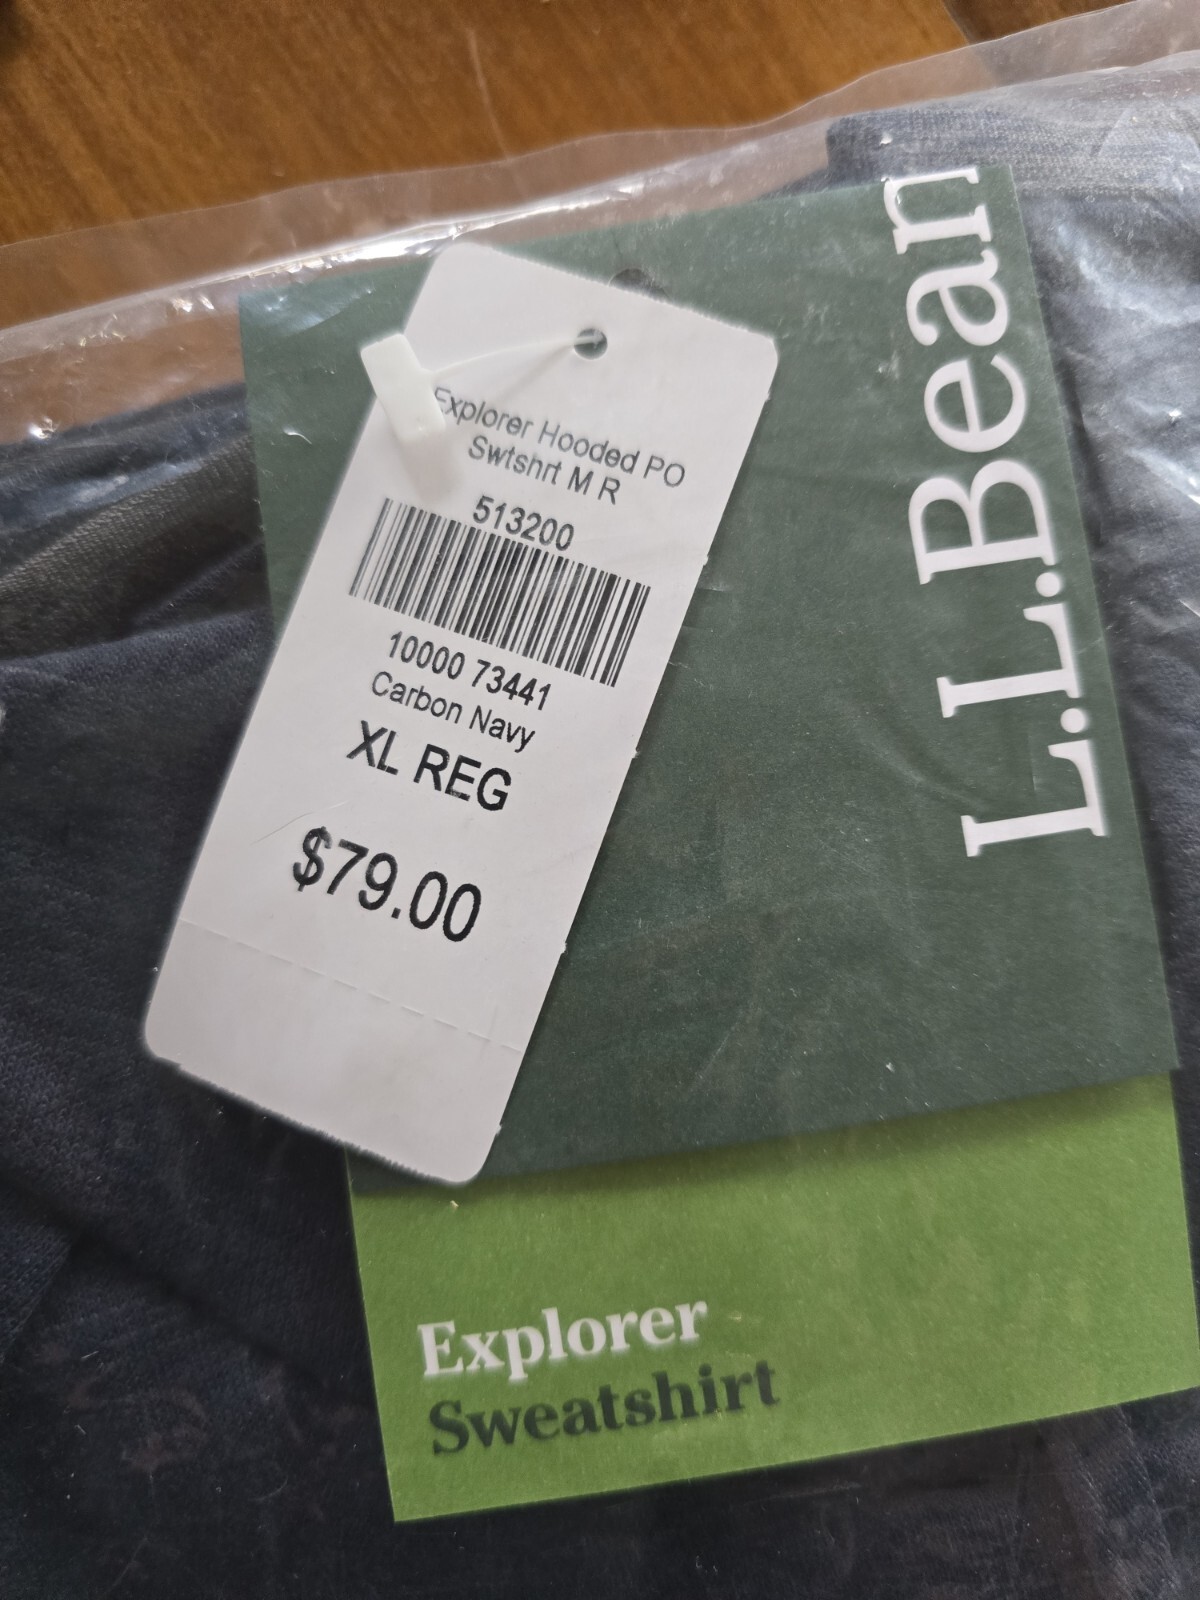 L.L.Bean
Explorer Hooded PO
Swtshrt M R
513200
10000 73441
Carbon Navy
XL REG
$79.00
Explorer
Sweatshirt